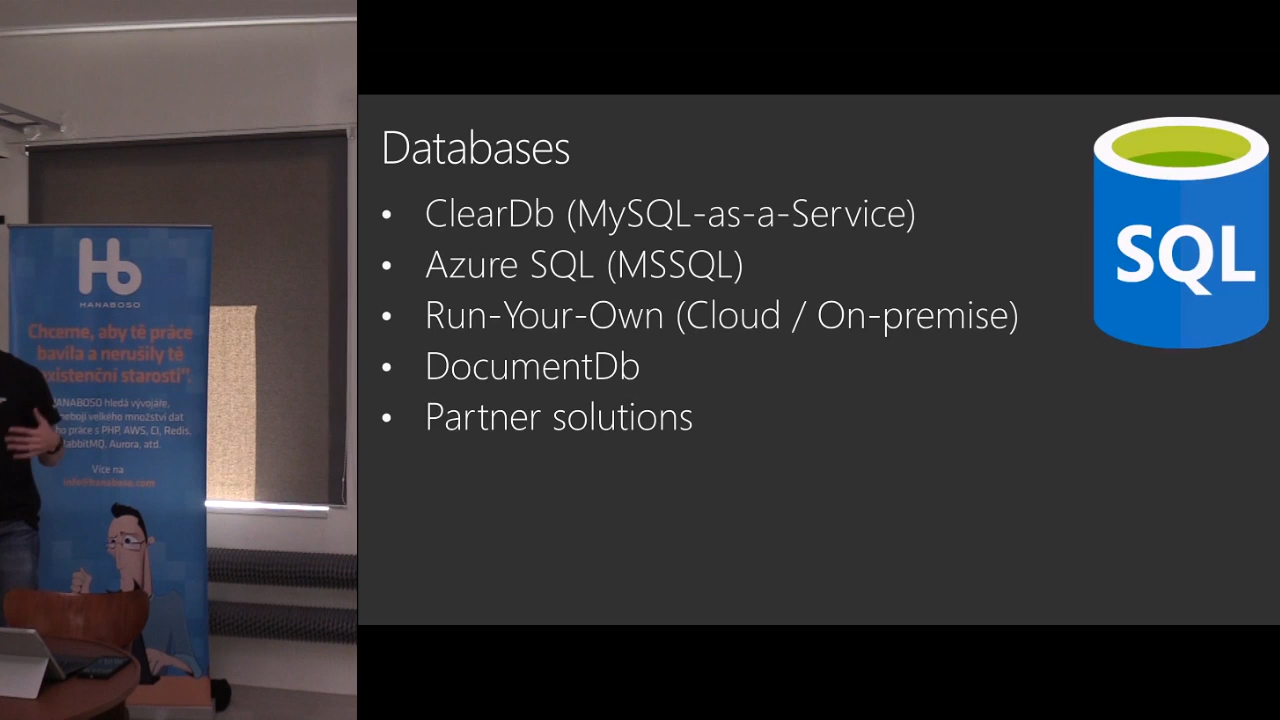 Hb
HANABOSO
Chceme, aby tě práce
bavila a nerušily tě
existenční starosti".
HANABOSO hledá vývojáře,
nebojí velkého množství dat
práce s PHP, AWS, CI, Redis,
RabbitMQ, Aurora, atd.
Více na
info@hanaboso.com
Databases
• ClearDb (MySQL-as-a-Service)
• Azure SQL (MSSQL)
• Run-Your-Own (Cloud / On-premise)
• DocumentDb
• Partner solutions
SQL